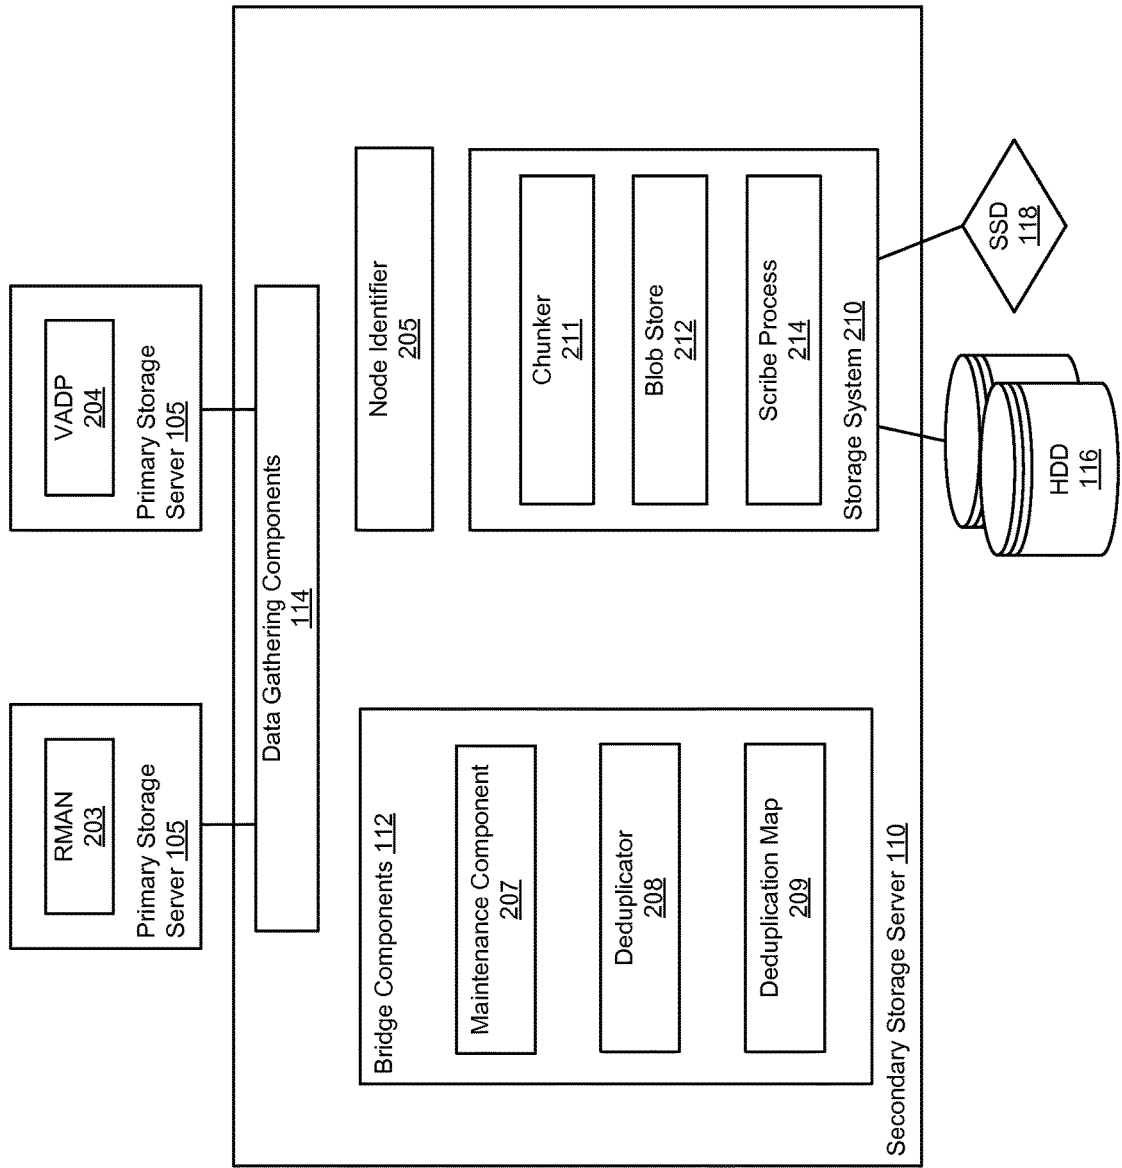 RMAN
203
Primary Storage
Server 105
VADP
204
Primary Storage
Server 105
Data Gathering Components
114
Bridge Components 112
Maintenance Component
207
Deduplicator
208
Deduplication Map
209
Node Identifier
205
Chunker
211
Blob Store
212
Scribe Process
214
Storage System 210
Secondary Storage Server 110
HDD
116
SSD
118